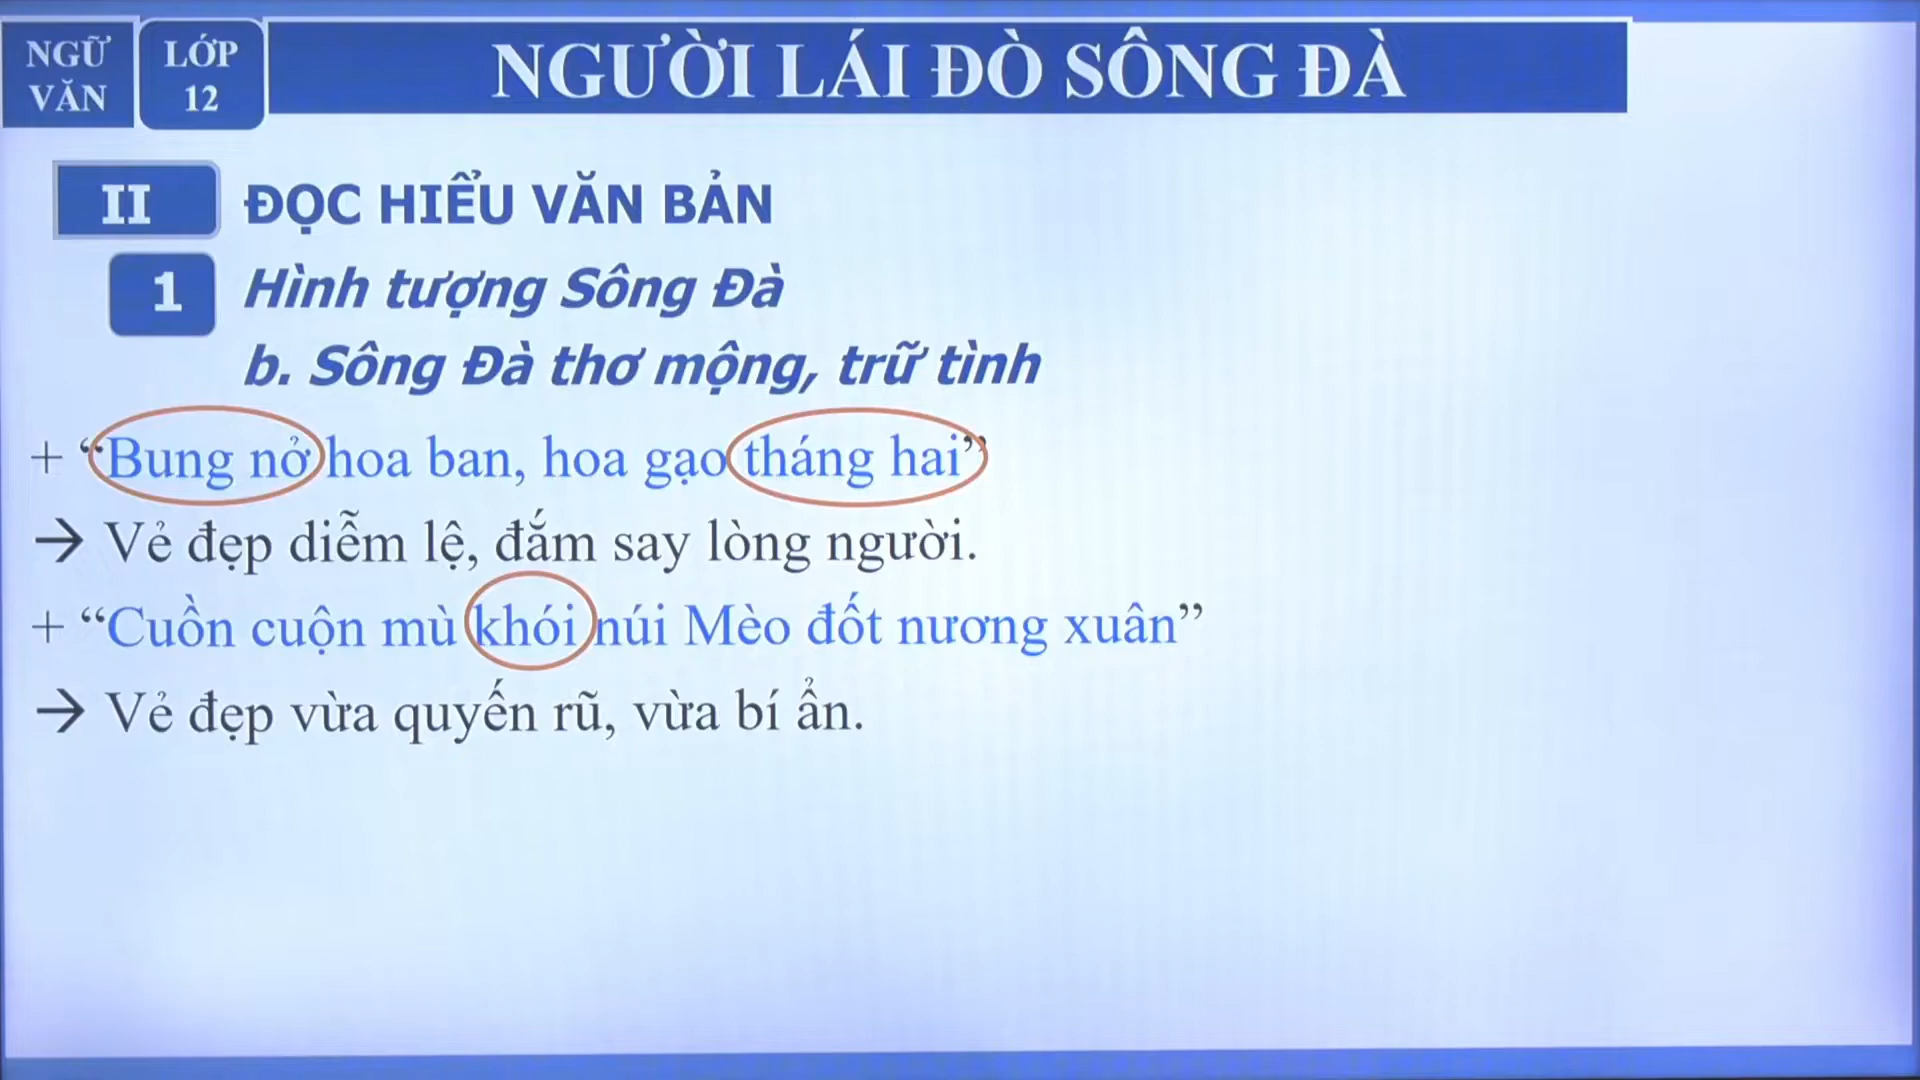 NGỮ
VĂN
LỚP
12
NGƯỜI LÁI ĐÒ SÔNG ĐÀ
II ĐỌC HIỂU VĂN BẢN
1 Hình tượng Sông Đà
b. Sông Đà thơ mộng, trữ tình
+ “Bung nở hoa ban, hoa gạo tháng hai”
→ Vẻ đẹp diễm lệ, đắm say lòng người.
+ “Cuồn cuộn mù khói núi Mèo đốt nương xuân”
→ Vẻ đẹp vừa quyến rũ, vừa bí ẩn.